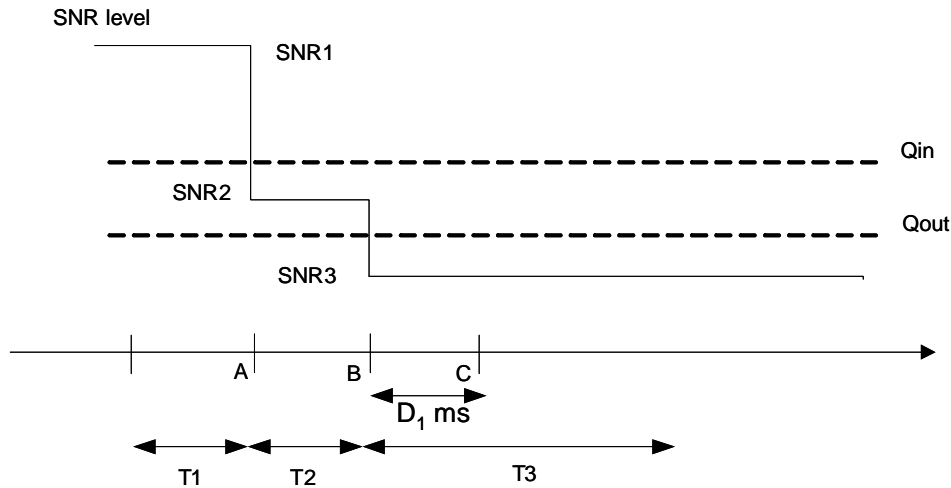 SNR level
SNR1
Qin
SNR2
Qout
SNR3
A
B
C
D₁ ms
T1
T2
T3